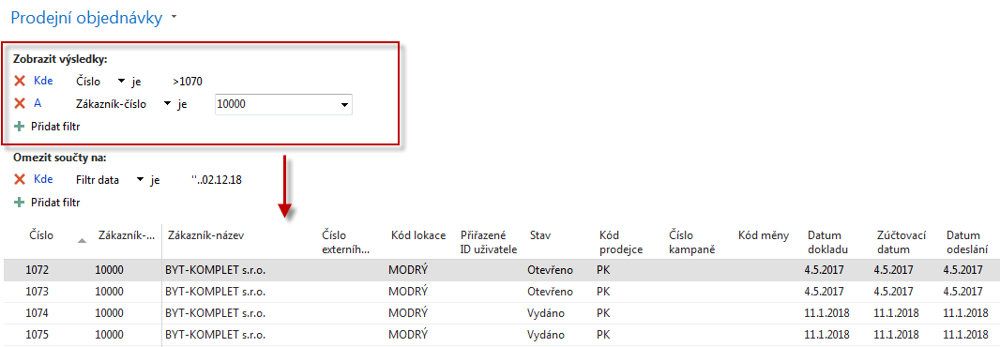 Prodejní objednávky
Zobrazit výsledky:
Kde Číslo je >1070
A Zákazník-číslo je 10000
Přidat filtr
Omezit součty na:
Kde Filtr data je ''..02.12.18
Přidat filtr
Číslo Zákazník-... Zákazník-název Číslo externíh... Kód lokace Přiřazené ID uživatele Stav Kód prodejce Číslo kampaně Kód měny Datum dokladu Zúčtovací datum Datum odeslání
1072 10000 BYT-KOMPLET s.r.o. MODRÝ Otevřeno PK 4.5.2017 4.5.2017 4.5.2017
1073 10000 BYT-KOMPLET s.r.o. MODRÝ Otevřeno PK 4.5.2017 4.5.2017 4.5.2017
1074 10000 BYT-KOMPLET s.r.o. MODRÝ Vydáno PK 11.1.2018 11.1.2018 11.1.2018
1075 10000 BYT-KOMPLET s.r.o. MODRÝ Vydáno PK 11.1.2018 11.1.2018 11.1.2018